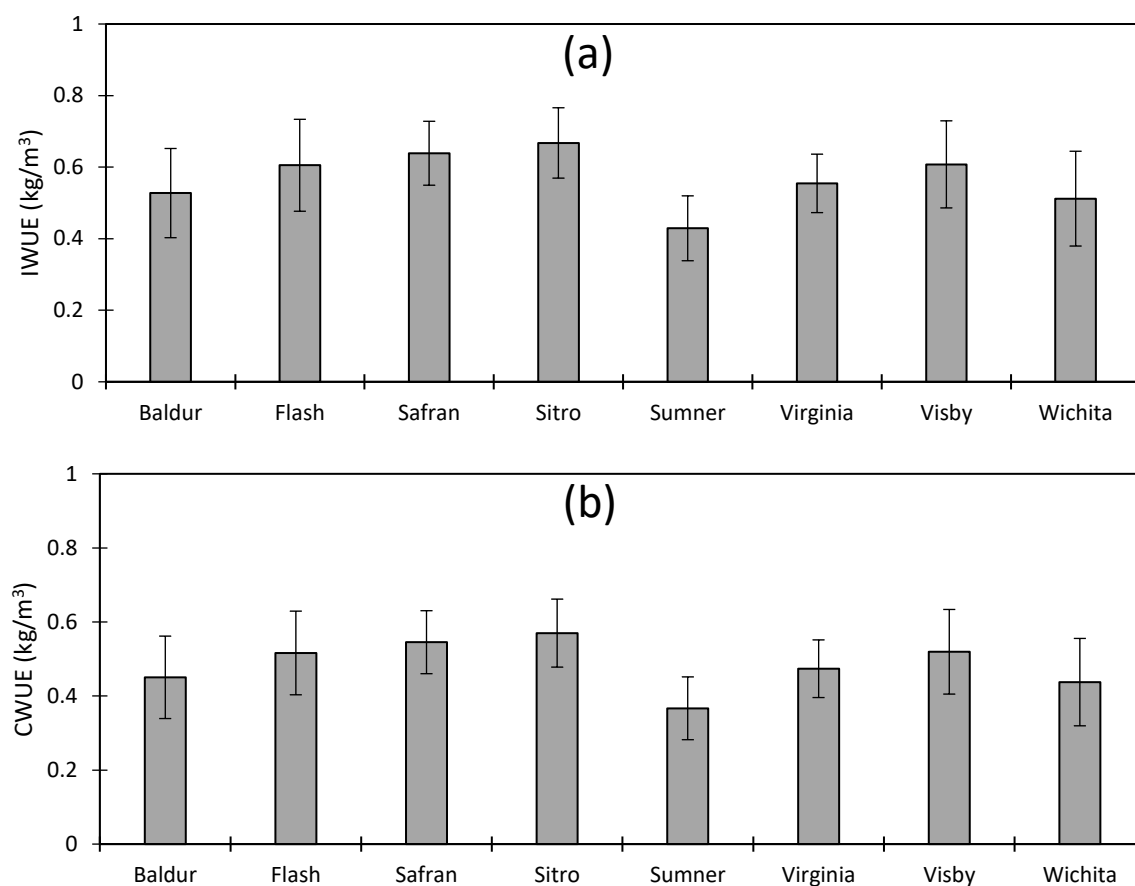 (a)
IWUE (kg/m³)
1
0.8
0.6
0.4
0.2
0
Baldur Flash Safran Sitro Sumner Virginia Visby Wichita
(b)
CWUE (kg/m³)
1
0.8
0.6
0.4
0.2
0
Baldur Flash Safran Sitro Sumner Virginia Visby Wichita